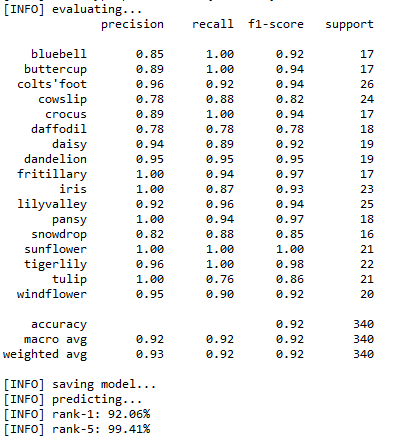 [INFO] evaluating...
precision recall f1-score support
bluebell 0.85 1.00 0.92 17
buttercup 0.89 1.00 0.94 17
colts'foot 0.96 0.92 0.94 26
cowslip 0.78 0.88 0.82 24
crocus 0.89 1.00 0.94 17
daffodil 0.78 0.78 0.78 18
daisy 0.94 0.89 0.92 19
dandelion 0.95 0.95 0.95 19
fritillary 1.00 0.94 0.97 17
iris 1.00 0.87 0.93 23
lilyvalley 0.92 0.96 0.94 25
pansy 1.00 0.94 0.97 18
snowdrop 0.82 0.88 0.85 16
sunflower 1.00 1.00 1.00 21
tigerlily 0.96 1.00 0.98 22
tulip 1.00 0.76 0.86 21
windflower 0.95 0.90 0.92 20
accuracy 0.92 340
macro avg 0.92 0.92 0.92 340
weighted avg 0.93 0.92 0.92 340
[INFO] saving model...
[INFO] predicting...
[INFO] rank-1: 92.06%
[INFO] rank-5: 99.41%